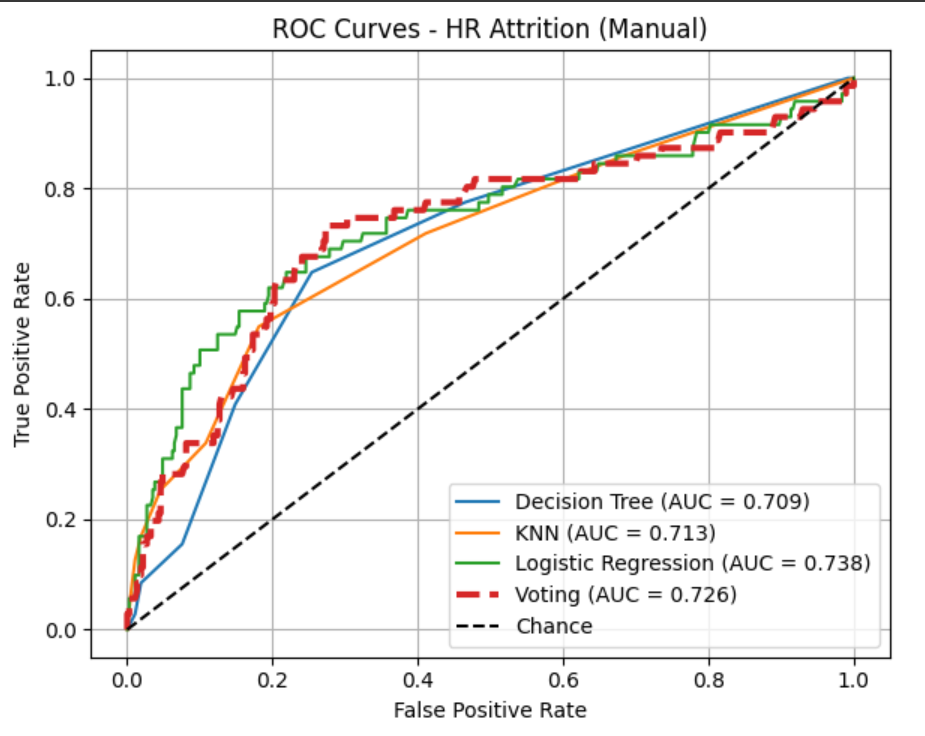 ROC Curves - HR Attrition (Manual)
True Positive Rate
1.0
0.8
0.6
0.4
0.2
0.0
Decision Tree (AUC = 0.709)
KNN (AUC = 0.713)
Logistic Regression (AUC = 0.738)
Voting (AUC = 0.726)
Chance
0.0 0.2 0.4 0.6 0.8 1.0
False Positive Rate